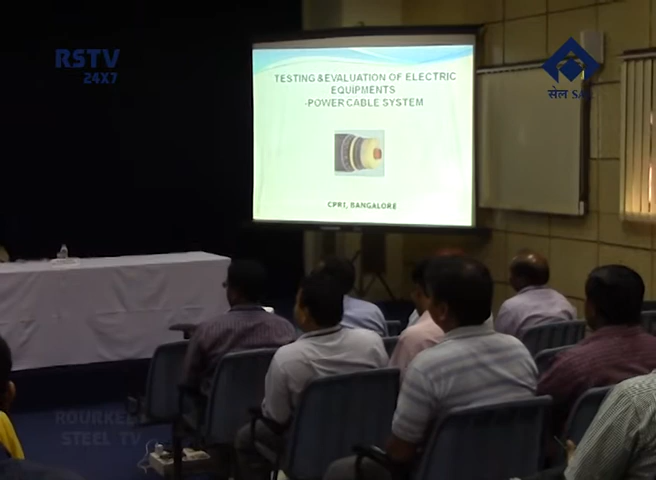 RSTV
24X7
सेल SAIL
TESTING & EVALUATION OF ELECTRIC
EQUIPMENTS
-POWER CABLE SYSTEM
CPRI, BANGALORE
ROURKELA
STEEL TV